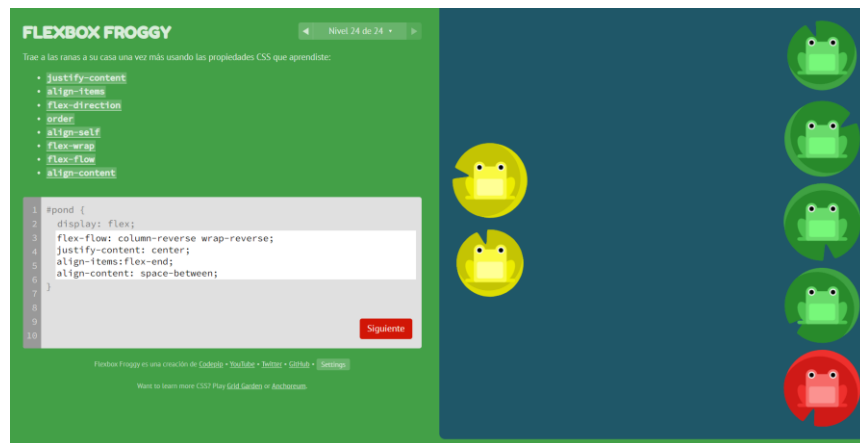 FLEXBOX FROGGY
◀ Nivel 24 de 24 ▾ ▶
Trae a las ranas a su casa una vez más usando las propiedades CSS que aprendiste:
• justify-content
• align-items
• flex-direction
• order
• align-self
• flex-wrap
• flex-flow
• align-content
1 #pond {
2 display: flex;
3 flex-flow: column-reverse wrap-reverse;
4 justify-content: center;
5 align-items:flex-end;
6 align-content: space-between;
7 }
8
9
10
Siguiente
Flexbox Froggy es una creación de Codepip • YouTube • Twitter • GitHub • Settings
Want to learn more CSS? Play Grid Garden or Anchoreum.